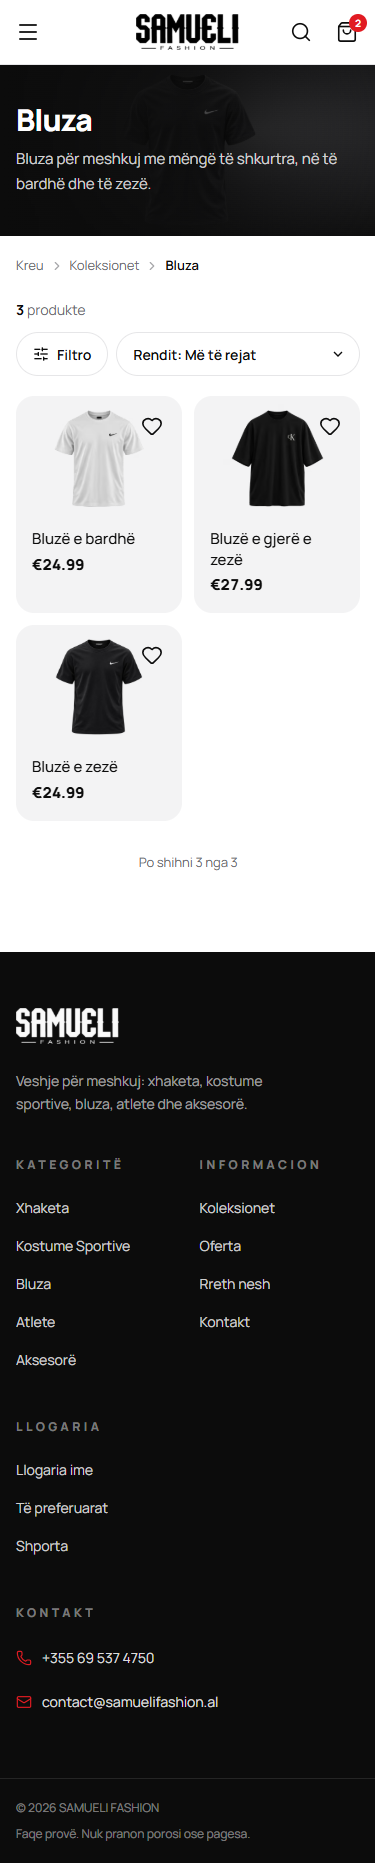 SAMUELI
FASHION
2
Bluza
Bluza për meshkuj me mëngë të shkurtra, në të
bardhë dhe të zezë.
Kreu > Koleksionet > Bluza
3 produkte
Filtro
Rendit: Më të rejat
Bluzë e bardhë
€24.99
CK
Bluzë e gjerë e
zezë
€27.99
Bluzë e zezë
€24.99
Po shihni 3 nga 3
SAMUELI
FASHION
Veshje për meshkuj: xhaketa, kostume
sportive, bluza, atlete dhe aksesorë.
KATEGORITË
Xhaketa
Kostume Sportive
Bluza
Atlete
Aksesorë
INFORMACION
Koleksionet
Oferta
Rreth nesh
Kontakt
LLOGARIA
Llogaria ime
Të preferuarat
Shporta
KONTAKT
+355 69 537 4750
contact@samuelifashion.al
© 2026 SAMUELI FASHION
Faqe provë. Nuk pranon porosi ose pagesa.